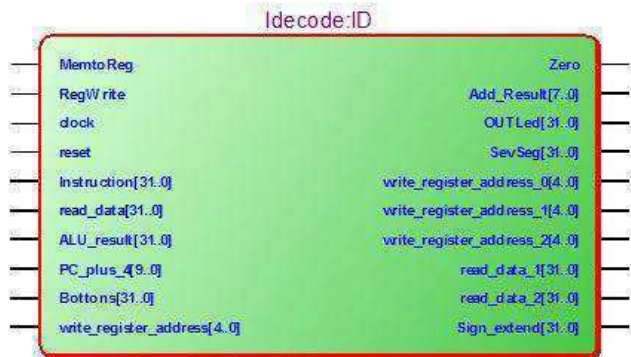 Idecode:ID
MemtoReg
RegWrite
clock
reset
Instruction[31..0]
read_data[31..0]
ALU_result[31..0]
PC_plus_4[9..0]
Bottons[31..0]
write_register_address[4..0]
Zero
Add_Result[7..0]
OUTLed[31..0]
SevSeg[31..0]
write_register_address_0[4..0]
write_register_address_1[4..0]
write_register_address_2[4..0]
read_data_1[31..0]
read_data_2[31..0]
Sign_extend[31..0]